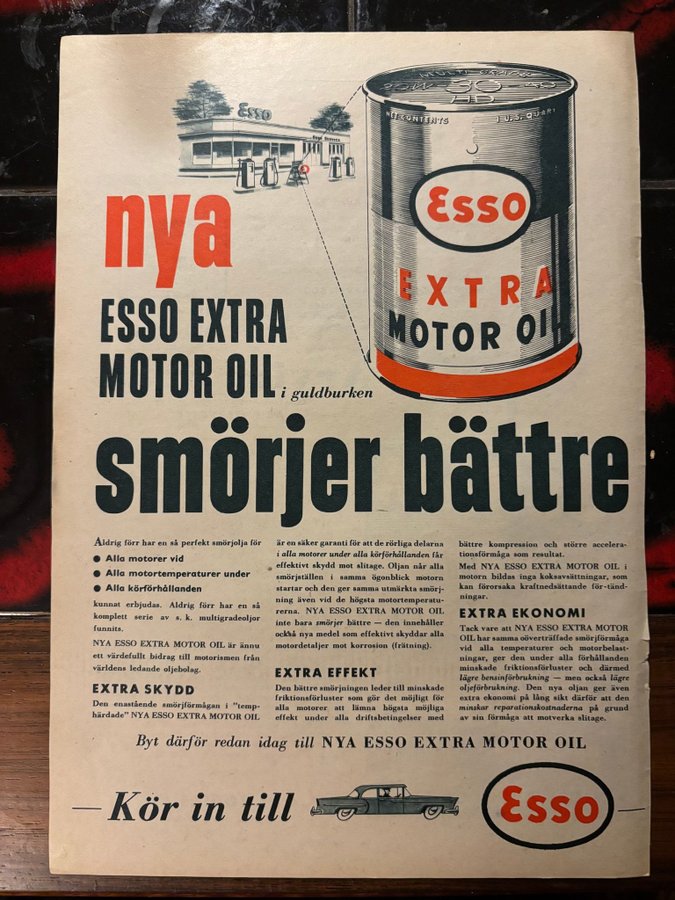 Esso
MULTI GRADE
20W-30-40
HD
NET CONTENTS 1 U.S. QUART
Esso
EXTRA
MOTOR OIL
nya
ESSO EXTRA
MOTOR OIL i guldburken
smörjer bättre
Aldrig förr har en så perfekt smörjolja för
● Alla motorer vid
● Alla motortemperaturer under
● Alla körförhållanden
kunnat erbjudas. Aldrig förr har en så
komplett serie av s. k. multigradeoljor
funnits.
NYA ESSO EXTRA MOTOR OIL är ännu
ett värdefullt bidrag till motorismen från
världens ledande oljebolag.
EXTRA SKYDD
Den enastående smörjförmågan i "temp-
härdade" NYA ESSO EXTRA MOTOR OIL
är en säker garanti för att de rörliga delarna
i alla motorer under alla körförhållanden får
effektivt skydd mot slitage. Oljan når alla
smörjställen i samma ögonblick motorn
startar och den ger samma utmärkta smörj-
ning även vid de högsta motortemperatu-
rerna. NYA ESSO EXTRA MOTOR OIL
inte bara smörjer bättre — den innehåller
också nya medel som effektivt skyddar alla
motordetaljer mot korrosion (frätning).
EXTRA EFFEKT
Den bättre smörjningen leder till minskade
friktionsförluster som gör det möjligt för
alla motorer att lämna högsta möjliga
effekt under alla driftsbetingelser med
bättre kompression och större accelera-
tionsförmåga som resultat.
Med NYA ESSO EXTRA MOTOR OIL i
motorn bildas inga koksavsättningar, som
kan förorsaka kraftnedsättande för-tänd-
ningar.
EXTRA EKONOMI
Tack vare att NYA ESSO EXTRA MOTOR
OIL har samma oöverträffade smörjförmåga
vid alla temperaturer och motorbelast-
ningar, ger den under alla förhållanden
minskade friktionsförluster och därmed
lägre bensinförbrukning — men också lägre
oljeförbrukning. Den nya oljan ger även
extra ekonomi på lång sikt därför att den
minskar reparationskostnaderna på grund
av sin förmåga att motverka slitage.
Byt därför redan idag till NYA ESSO EXTRA MOTOR OIL
Kör in till Esso